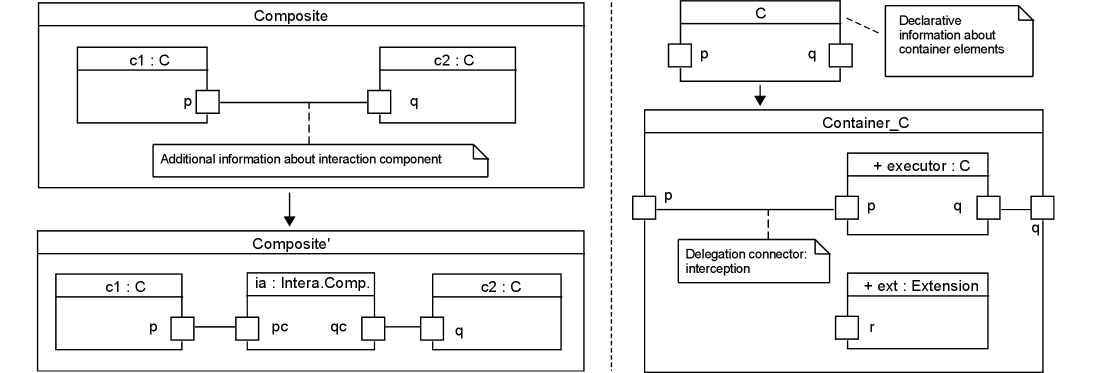 Composite
c1 : C
c2 : C
p
q
Additional information about interaction component
Composite'
c1 : C
ia : Intera.Comp.
c2 : C
p
pc
qc
q
C
p
q
Declarative
information about
container elements
Container_C
+ executor : C
p
p
q
q
Delegation connector:
interception
+ ext : Extension
r